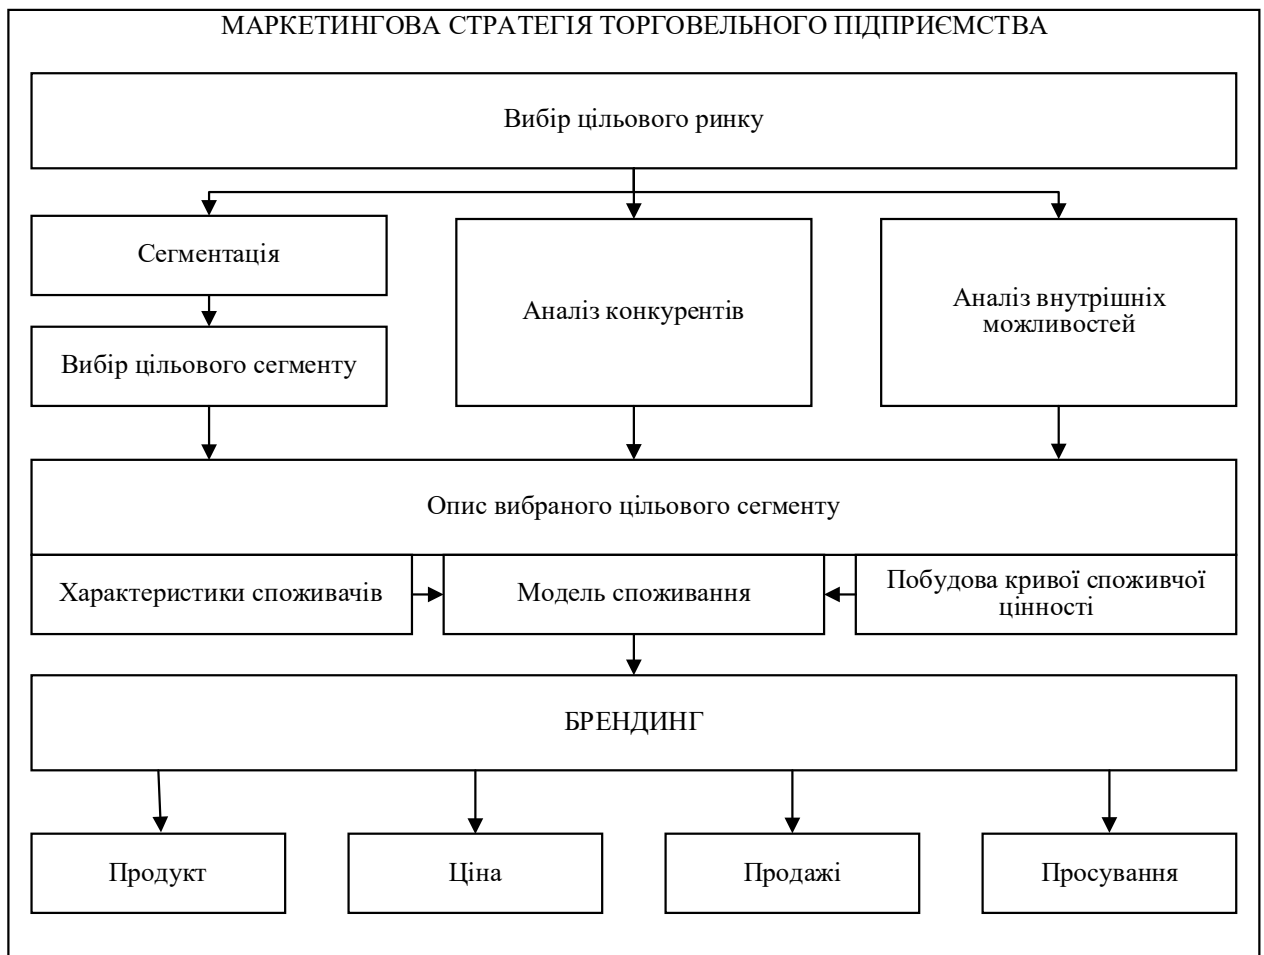 МАРКЕТИНГОВА СТРАТЕГІЯ ТОРГОВЕЛЬНОГО ПІДПРИЄМСТВА
Вибір цільового ринку
Сегментація
Аналіз конкурентів
Аналіз внутрішніх
можливостей
Вибір цільового сегменту
Опис вибраного цільового сегменту
Характеристики споживачів
Модель споживання
Побудова кривої споживчої
цінності
БРЕНДИНГ
Продукт
Ціна
Продажі
Просування